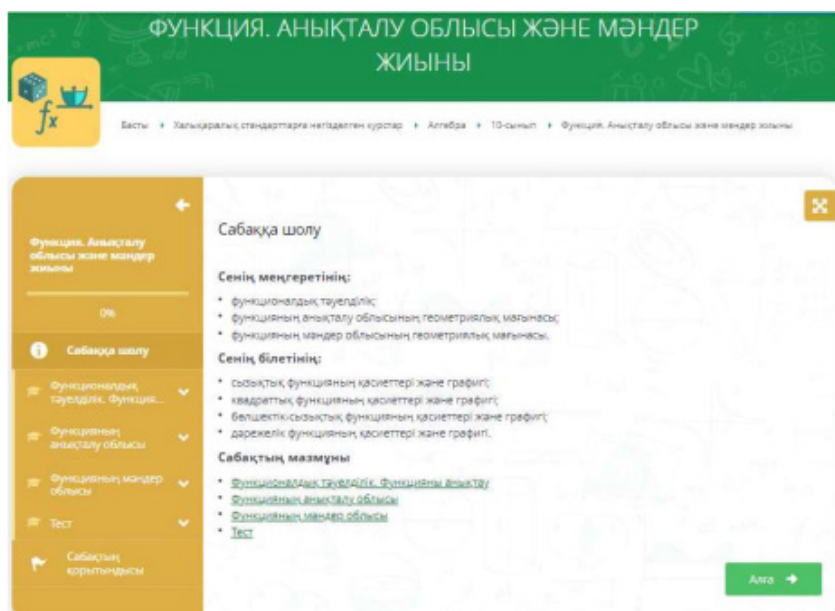 ФУНКЦИЯ. АНЫҚТАЛУ ОБЛЫСЫ ЖӘНЕ МӘНДЕР
ЖИЫНЫ
Басты Халықаралық стандарттарға негізделген курстар Алгебра 10-сынып Функция. Анықталу облысы және мәндер жиыны
Функция. Анықталу
облысы және мәндер
жиыны
0%
Сабаққа шолу
Функционалдық
тәуелділік. Функция...
Функцияның
анықталу облысы
Функцияның мәндер
облысы
Тест
Сабақтың
қорытындысы
Сабаққа шолу
Сенің меңгеретінің:
функционалдық тәуелділік;
функцияның анықталу облысының геометриялық мағынасы;
функцияның мәндер облысының геометриялық мағынасы.
Сенің білетінің:
сызықтық функцияның қасиеттері және графигі;
квадраттық функцияның қасиеттері және графигі;
бөлшектік-сызықтық функцияның қасиеттері және графигі;
дәрежелік функцияның қасиеттері және графигі.
Сабақтың мазмұны
Функционалдық тәуелділік. Функцияны анықтау
Функцияның анықталу облысы
Функцияның мәндер облысы
Тест
Алға